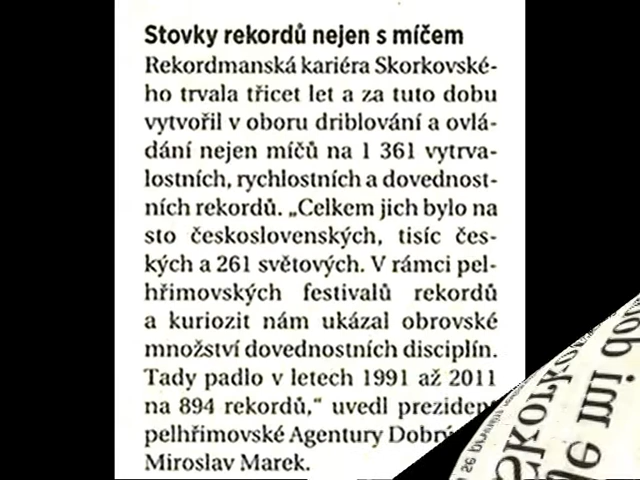 Stovky rekordů nejen s míčem
Rekordmanská kariéra Skorkovské-
ho trvala třicet let a za tuto dobu
vytvořil v oboru driblování a ovlá-
dání nejen míčů na 1 361 vytrva-
lostních, rychlostních a dovednost-
ních rekordů. „Celkem jich bylo na
sto československých, tisíc čes-
kých a 261 světových. V rámci pel-
hřimovských festivalů rekordů
a kuriozit nám ukázal obrovské
množství dovednostních disciplín.
Tady padlo v letech 1991 až 2011
na 894 rekordů,“ uvedl prezident
pelhřimovské Agentury
Miroslav Marek.